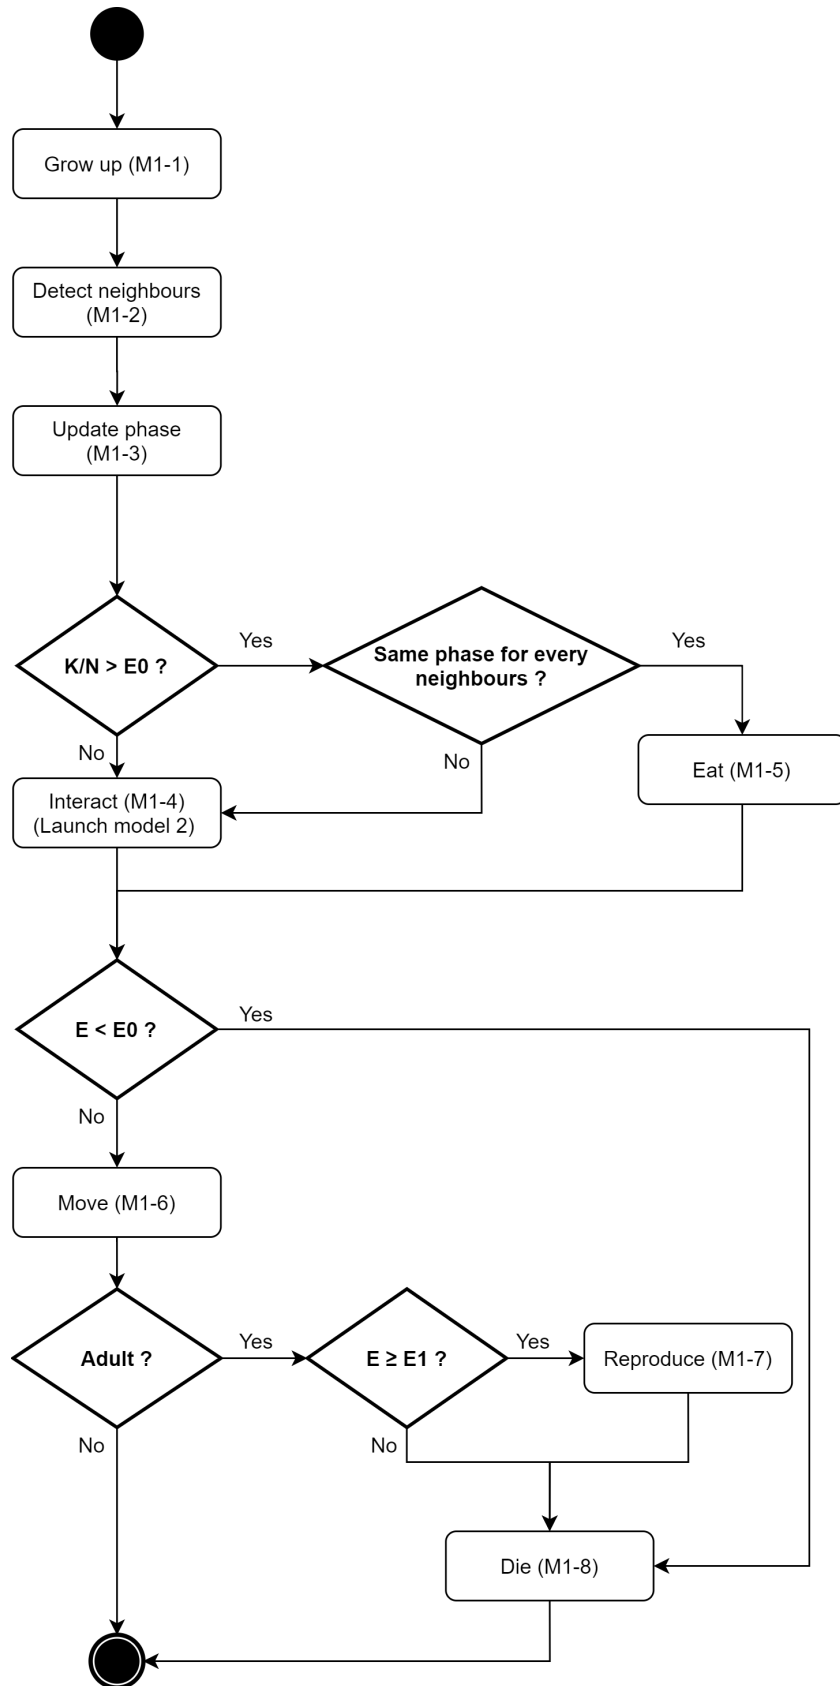 Grow up (M1-1)
Detect neighbours
(M1-2)
Update phase
(M1-3)
K/N > E0 ?
Yes
Same phase for every
neighbours ?
Yes
No
No
Eat (M1-5)
Interact (M1-4)
(Launch model 2)
E < E0 ?
Yes
No
Move (M1-6)
Adult ?
Yes
E ≥ E1 ?
Yes
Reproduce (M1-7)
No
No
Die (M1-8)